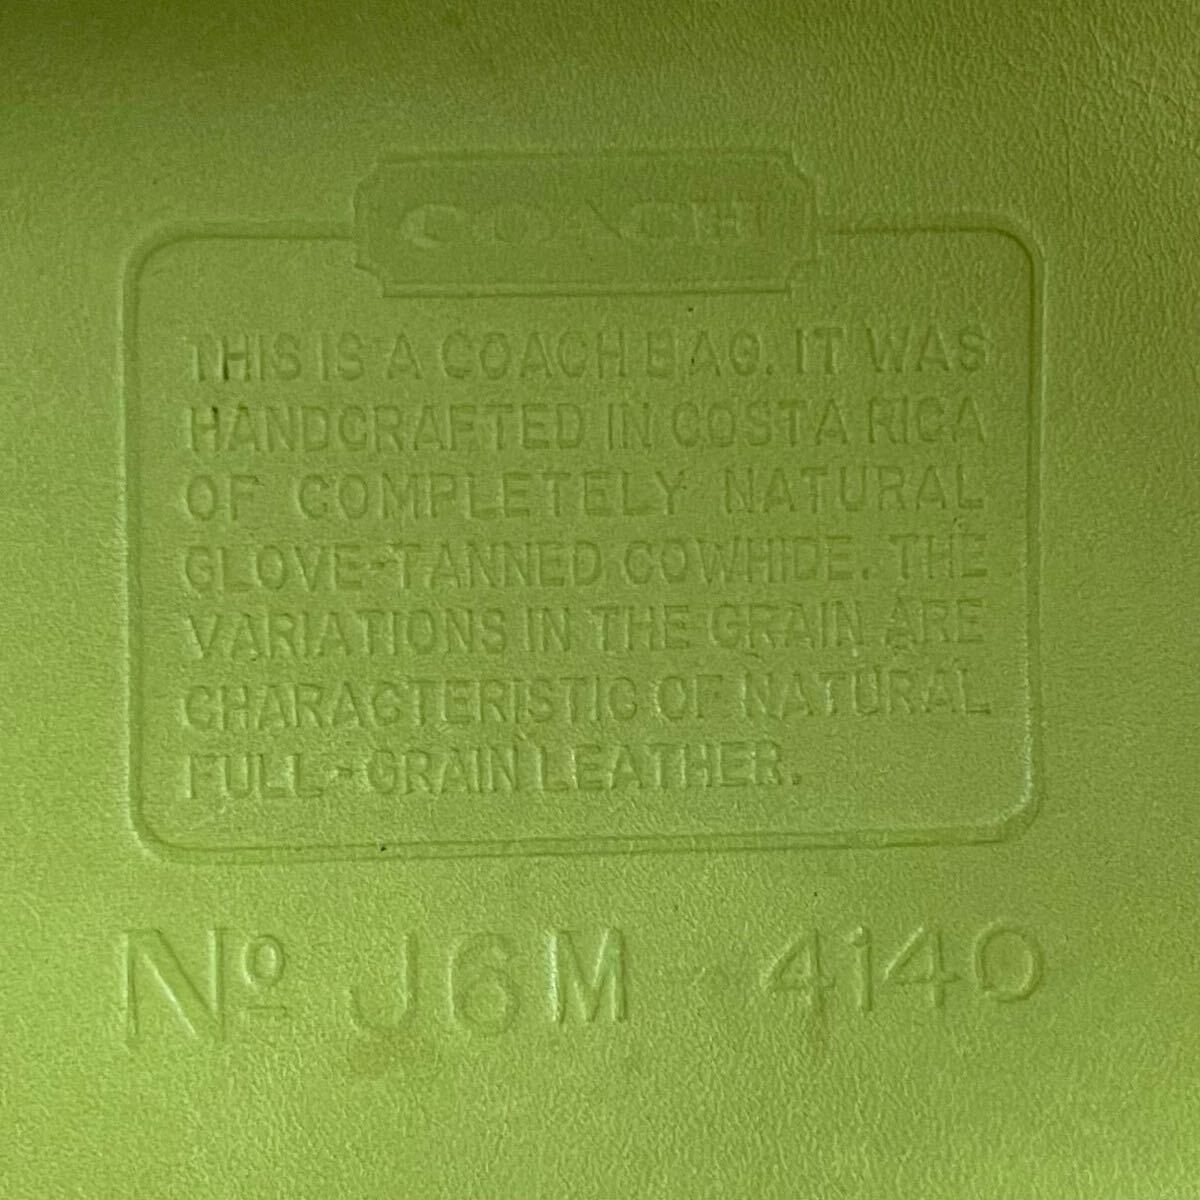 COACH
THIS IS A COACH BAG. IT WAS
HANDCRAFTED IN COSTA RICA
OF COMPLETELY NATURAL
GLOVE-TANNED COWHIDE. THE
VARIATIONS IN THE GRAIN ARE
CHARACTERISTIC OF NATURAL
FULL-GRAIN LEATHER.
Nº J6M-4140